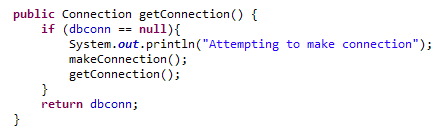 public Connection getConnection() {
    if (dbconn == null){
        System.out.println("Attempting to make connection");
        makeConnection();
        getConnection();
    }
    return dbconn;
}